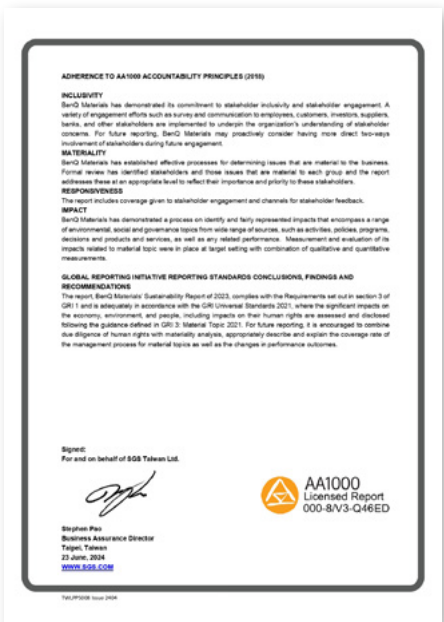 ADHERENCE TO AA1000 ACCOUNTABILITY PRINCIPLES (2018)
INCLUSIVITY
BenQ Materials has demonstrated its commitment to stakeholder inclusivity and stakeholder engagement. A
variety of engagement efforts such as survey and communication to employees, customers, investors, suppliers,
banks, and other stakeholders are implemented to underpin the organization's understanding of stakeholder
concerns. For future reporting, BenQ Materials may proactively consider having more direct two-ways
involvement of stakeholders during future engagement.
MATERIALITY
BenQ Materials has established effective processes for determining issues that are material to the business.
Formal review has identified stakeholders and those issues that are material to each group and the report
addresses these at an appropriate level to reflect their importance and priority to these stakeholders.
RESPONSIVENESS
The report includes coverage given to stakeholder engagement and channels for stakeholder feedback.
IMPACT
BenQ Materials has demonstrated a process on identify and fairly represented impacts that encompass a range
of environmental, social and governance topics from wide range of sources, such as activities, policies, programs,
decisions and products and services, as well as any related performance. Measurement and evaluation of its
impacts related to material topic were in place at target setting with combination of qualitative and quantitative
measurements.
GLOBAL REPORTING INITIATIVE REPORTING STANDARDS CONCLUSIONS, FINDINGS AND
RECOMMENDATIONS
The report, BenQ Materials' Sustainability Report of 2023, complies with the Requirements set out in section 3 of
GRI 1 and is adequately in accordance with the GRI Universal Standards 2021, where the significant impacts on
the economy, environment, and people, including impacts on their human rights are assessed and disclosed
following the guidance defined in GRI 3: Material Topic 2021. For future reporting, it is encouraged to combine
due diligence of human rights with materiality analysis, appropriately describe and explain the coverage rate of
the management process for material topics as well as the changes in performance outcomes.
Signed:
For and on behalf of SGS Taiwan Ltd.
AA1000
Licensed Report
000-8/V3-Q46ED
Stephen Pao
Business Assurance Director
Taipei, Taiwan
23 June, 2024
WWW.SGS.COM
TWLPP5008 Issue 2404